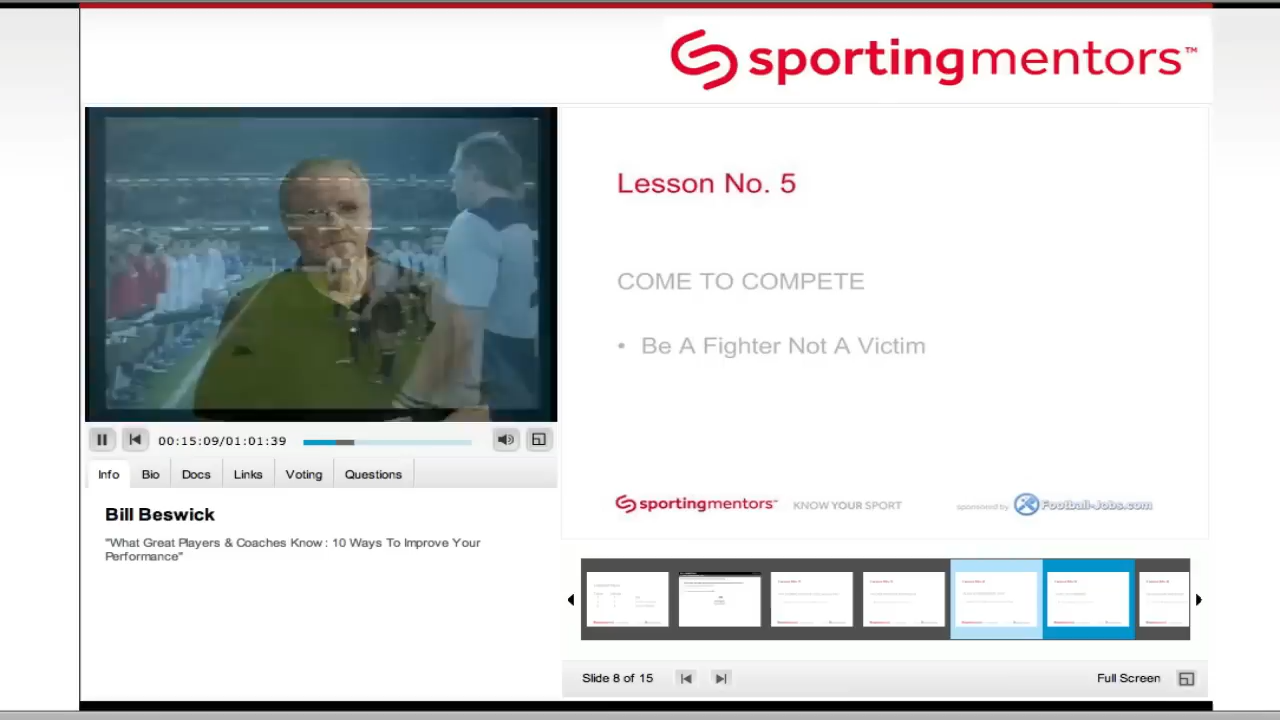 sportingmentors™
Lesson No. 5
COME TO COMPETE
• Be A Fighter Not A Victim
00:15:09/01:01:39
Info Bio Docs Links Voting Questions
Bill Beswick
"What Great Players & Coaches Know : 10 Ways To Improve Your
Performance"
sportingmentors™ KNOW YOUR SPORT sponsored by Football-Jobs.com
Slide 8 of 15
Full Screen